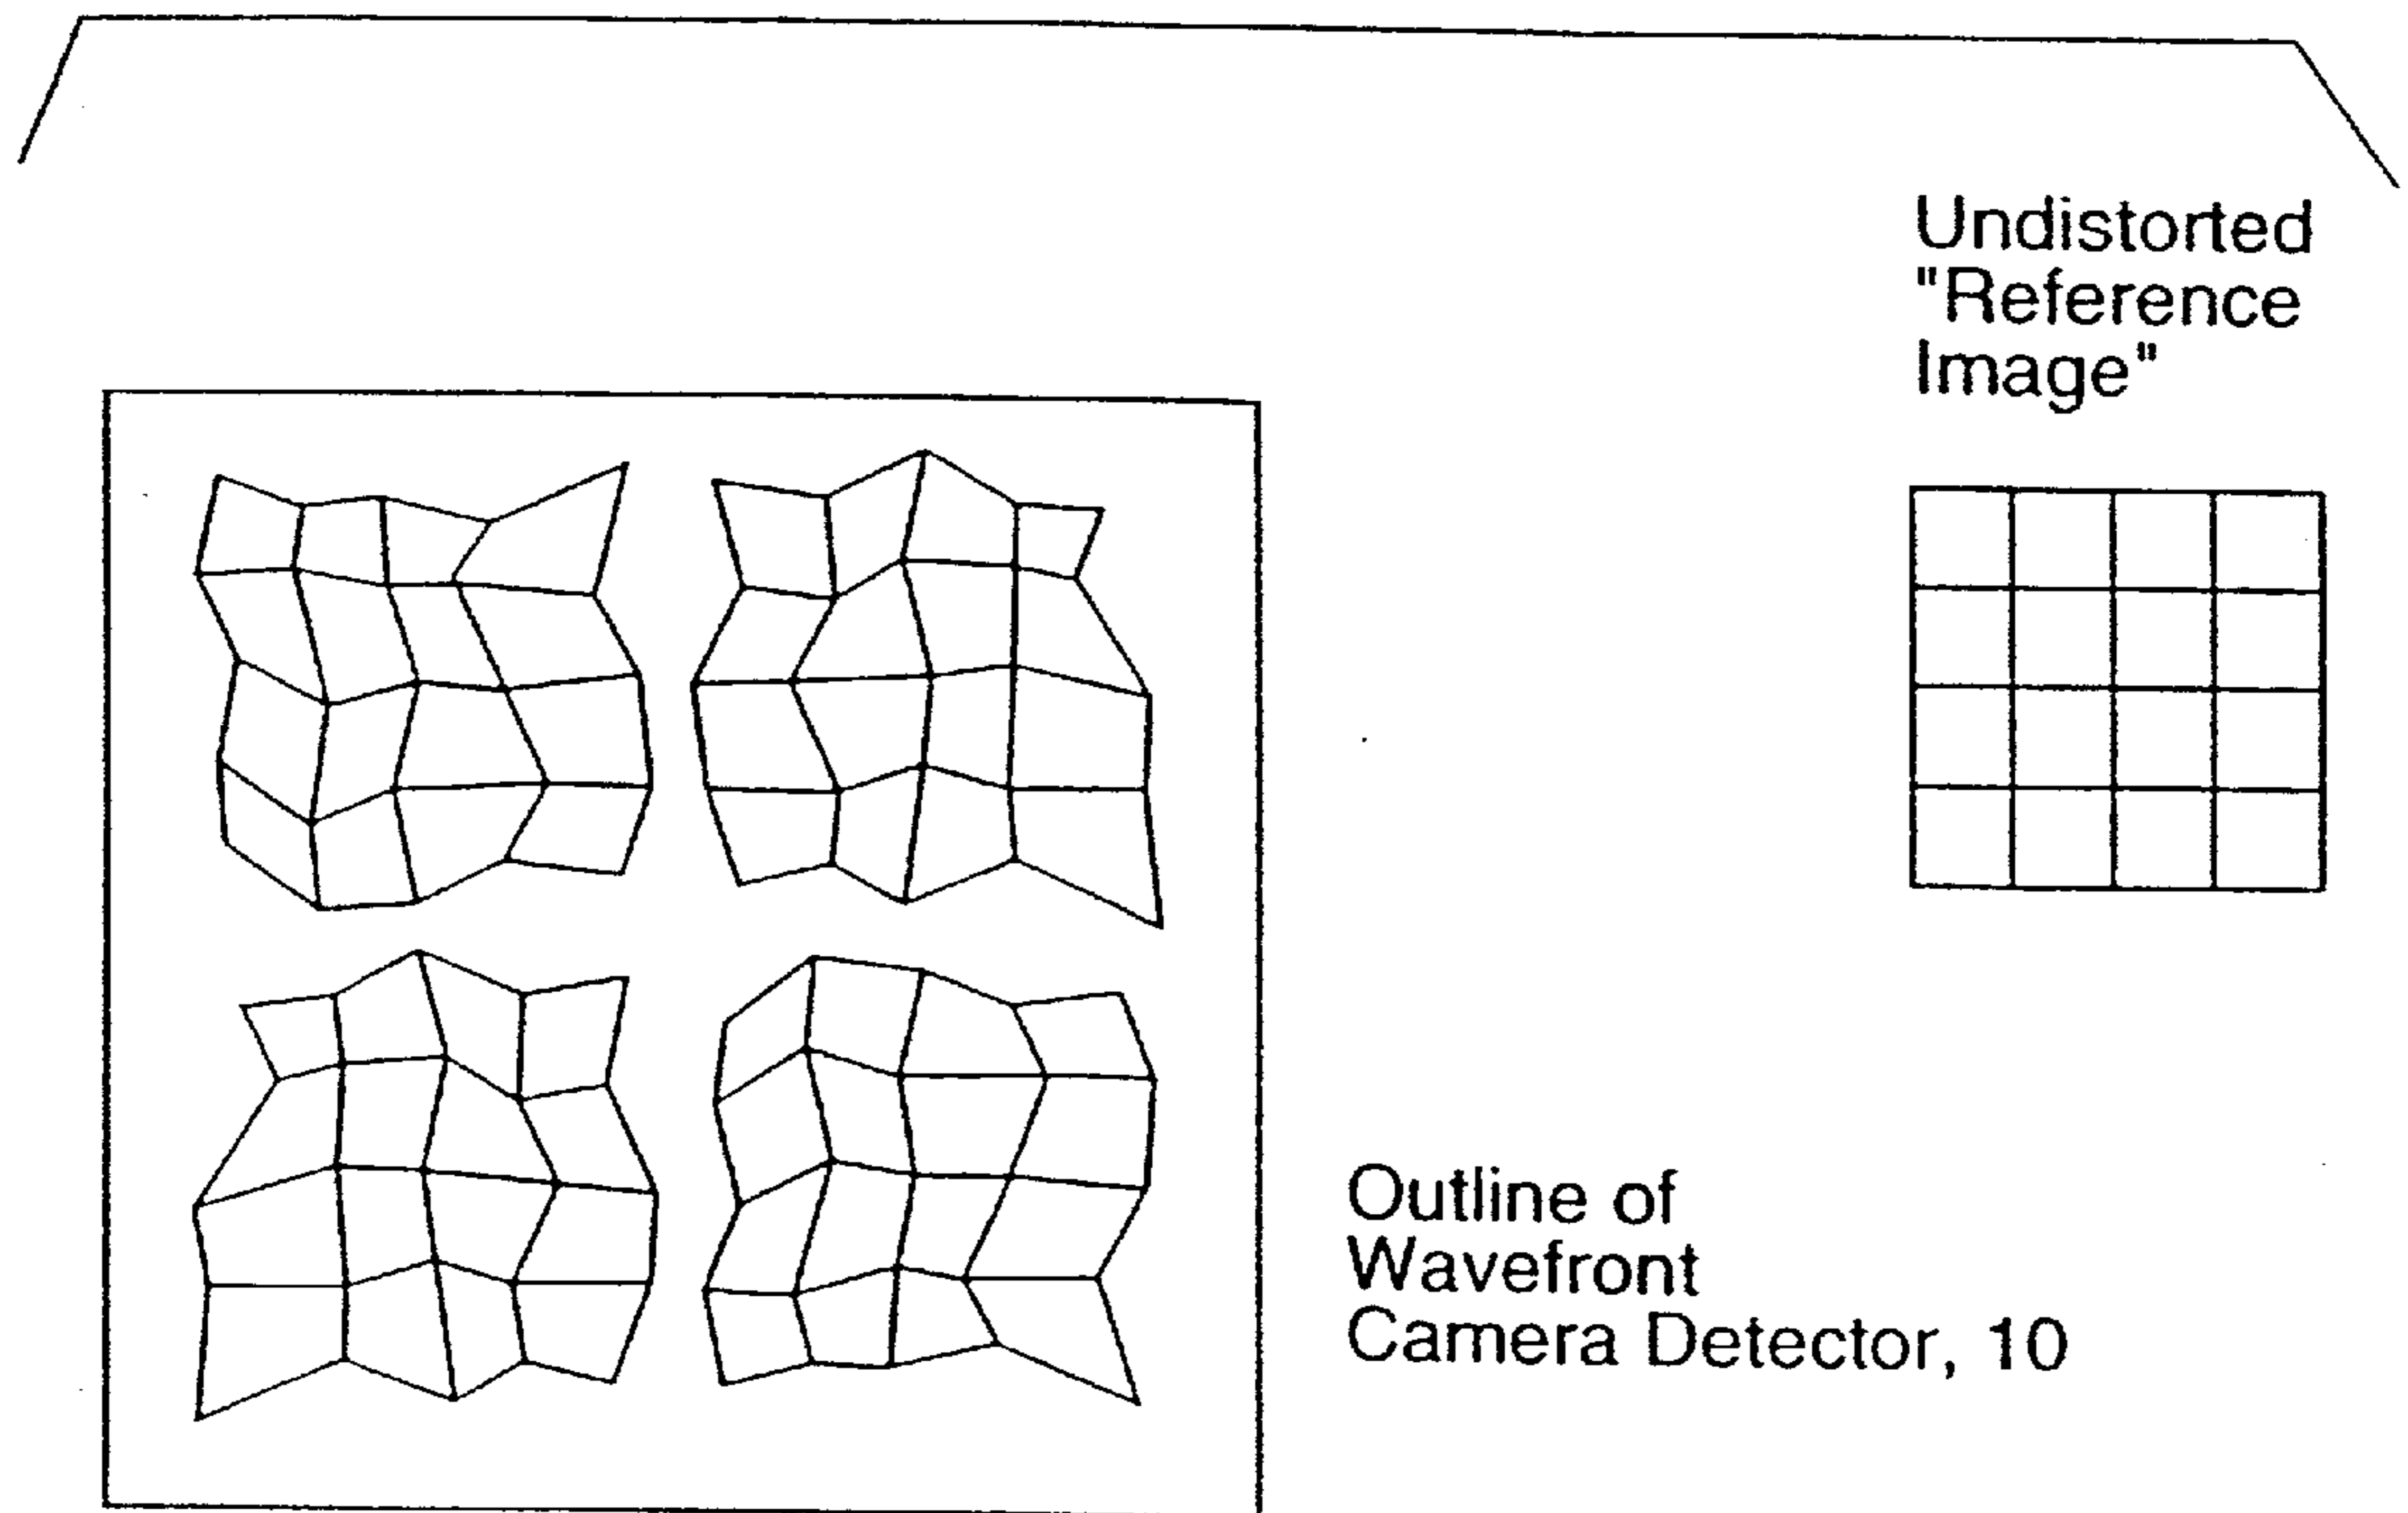 Undistorted
"Reference
Image"
Outline of
Wavefront
Camera Detector, 10